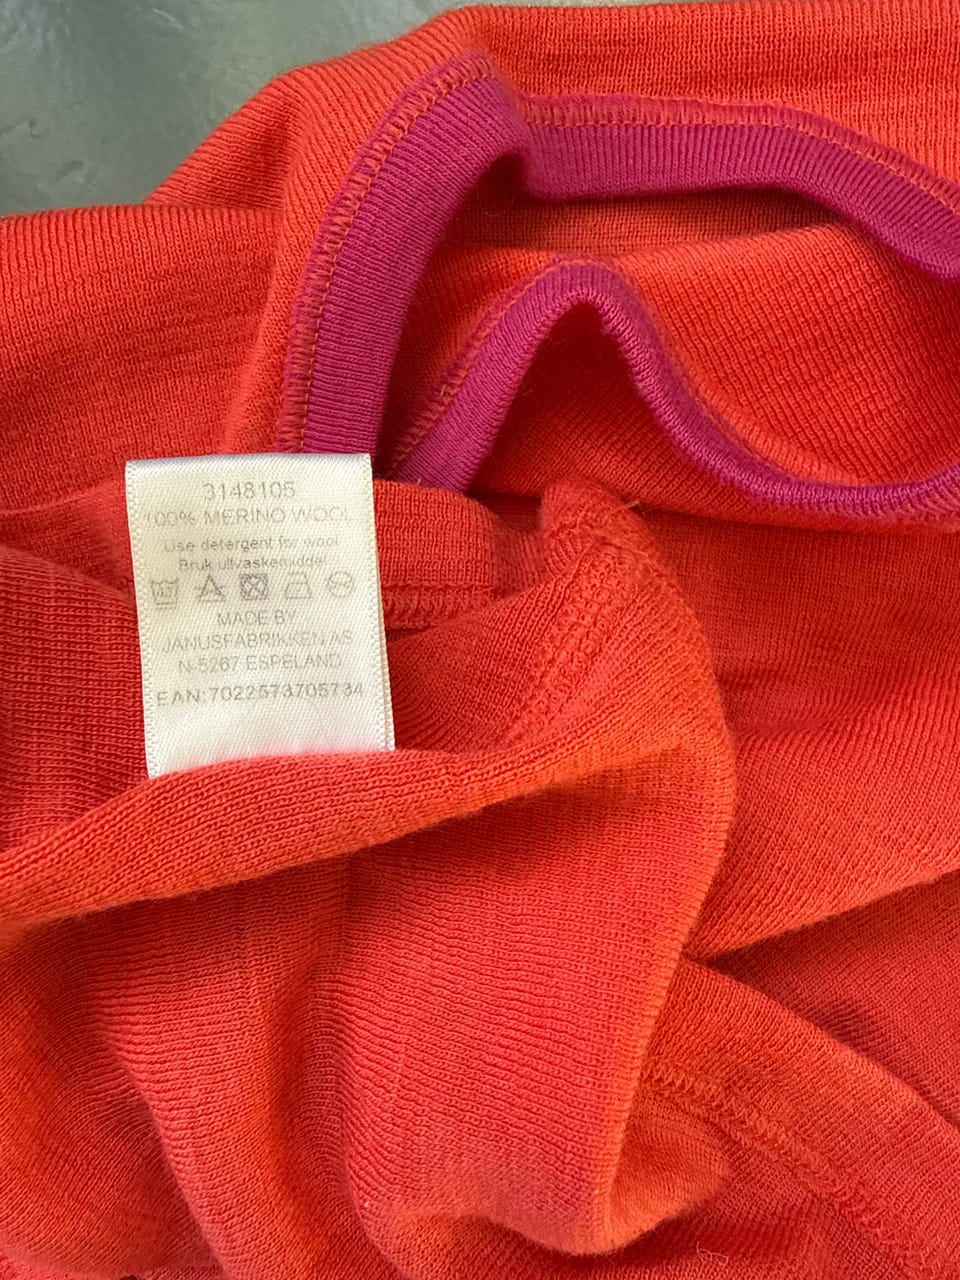 3148105
100% MERINO WOOL
Use detergent for wool
Bruk ullvaskemiddel
MADE BY
JANUSFABRIKKEN AS
N-5267 ESPELAND
EAN:7022573705734